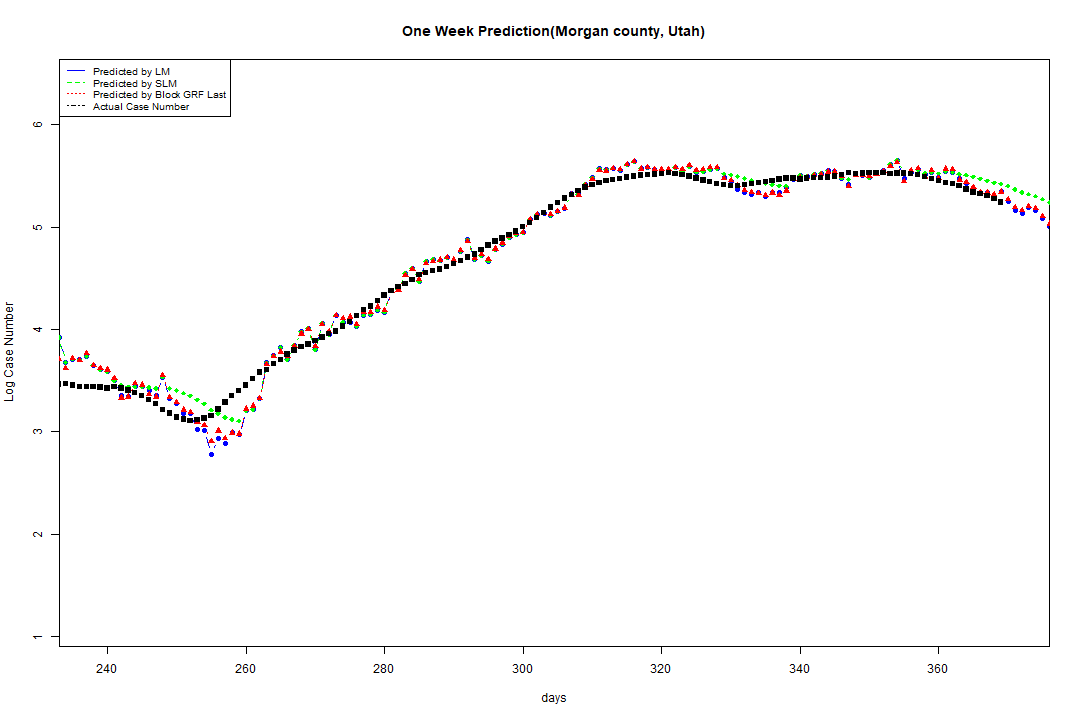 One Week Prediction(Morgan county, Utah)
Predicted by LM
Predicted by SLM
Predicted by Block GRF Last
Actual Case Number
6
5
4
3
2
1
Log Case Number
240 260 280 300 320 340 360
days